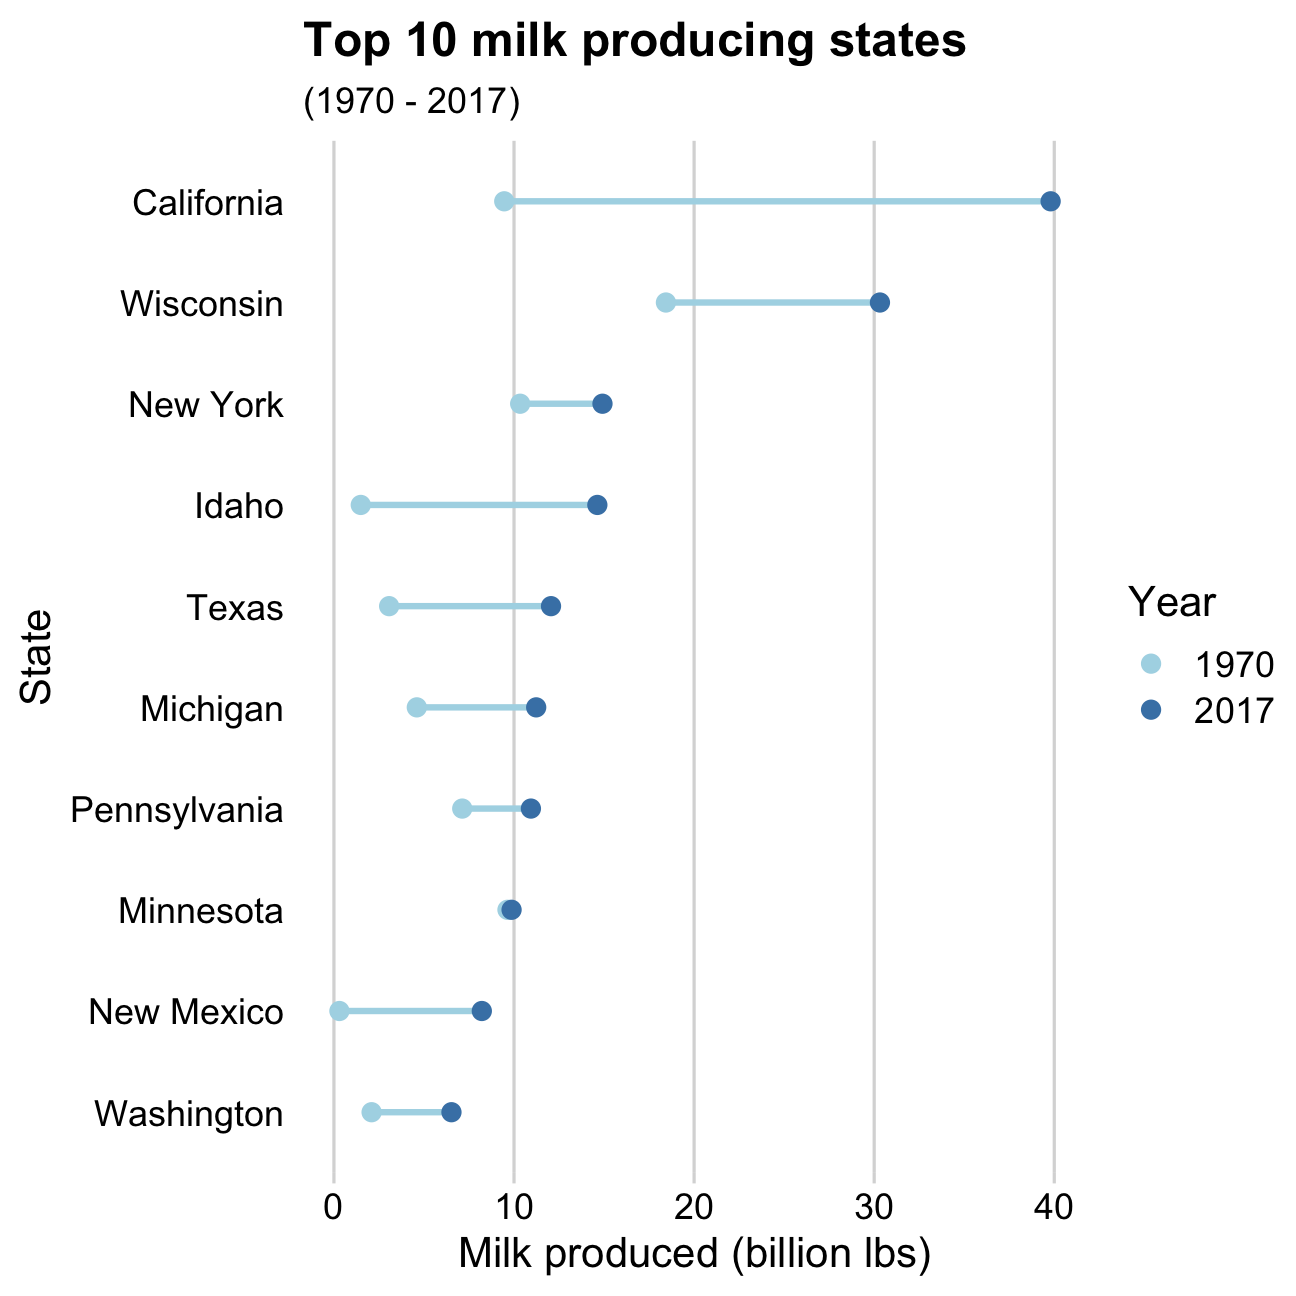 Top 10 milk producing states
(1970 - 2017)
California
Wisconsin
New York
Idaho
Texas
Michigan
Pennsylvania
Minnesota
New Mexico
Washington
State
0 10 20 30 40
Milk produced (billion lbs)
Year
1970
2017